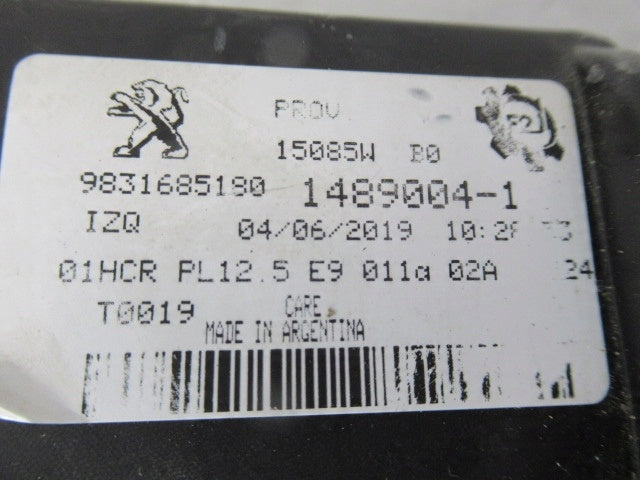 PROV.
15085W B0
9831685180 1489004-1
IZQ 04/06/2019 10:28
01HCR PL12.5 E9 011a 02A 24
T0019 CARE
MADE IN ARGENTINA